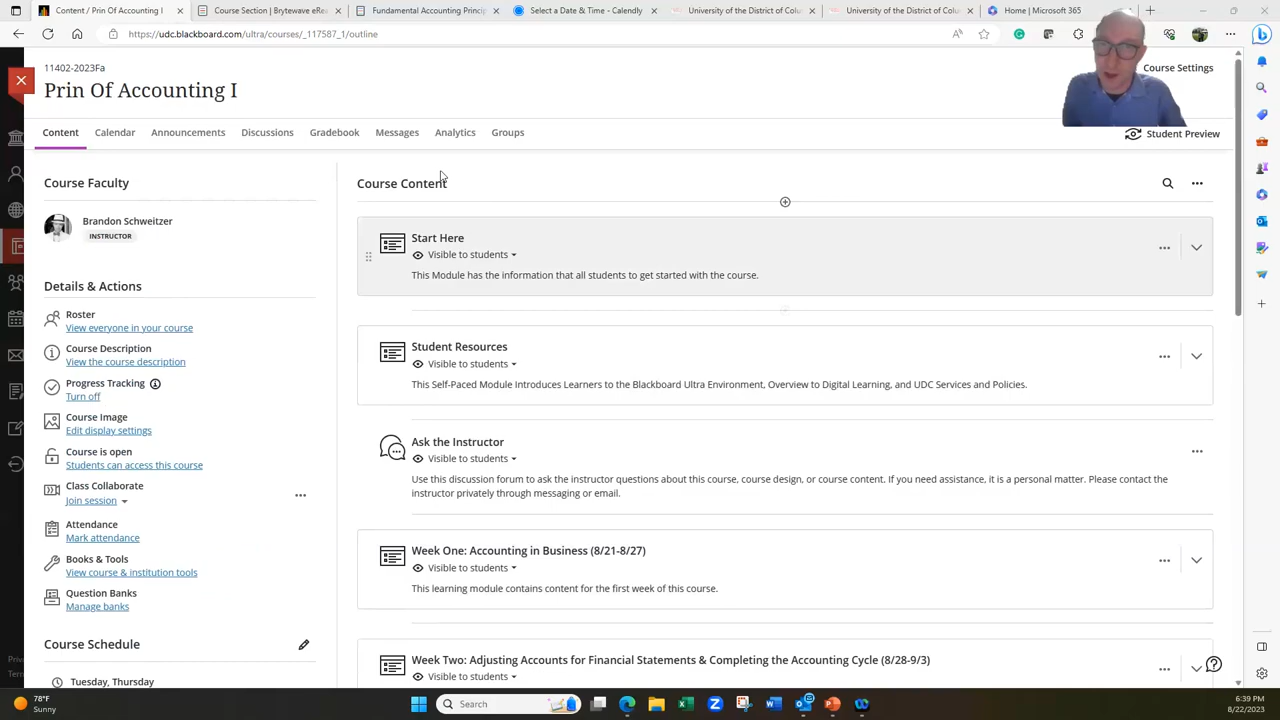 Content / Prin Of Accounting I
Course Section | Brytewave eRea
Fundamental Accounting Princip
Select a Date & Time - Calendly
University of the District of Colu
University of the District of Colu
Home | Microsoft 365
https://udc.blackboard.com/ultra/courses/_117587_1/outline
11402-2023Fa
Prin Of Accounting I
Course Settings
Content
Calendar
Announcements
Discussions
Gradebook
Messages
Analytics
Groups
Student Preview
Course Faculty
Brandon Schweitzer
INSTRUCTOR
Details & Actions
Roster
View everyone in your course
Course Description
View the course description
Progress Tracking
Turn off
Course Image
Edit display settings
Course is open
Students can access this course
Class Collaborate
Join session
Attendance
Mark attendance
Books & Tools
View course & institution tools
Question Banks
Manage banks
Course Schedule
Tuesday, Thursday
Course Content
Start Here
Visible to students
This Module has the information that all students to get started with the course.
Student Resources
Visible to students
This Self-Paced Module Introduces Learners to the Blackboard Ultra Environment, Overview to Digital Learning, and UDC Services and Policies.
Ask the Instructor
Visible to students
Use this discussion forum to ask the instructor questions about this course, course design, or course content. If you need assistance, it is a personal matter. Please contact the
instructor privately through messaging or email.
Week One: Accounting in Business (8/21-8/27)
Visible to students
This learning module contains content for the first week of this course.
Week Two: Adjusting Accounts for Financial Statements & Completing the Accounting Cycle (8/28-9/3)
Visible to students
Priva
Term
78°F
Sunny
Search
6:39 PM
8/22/2023